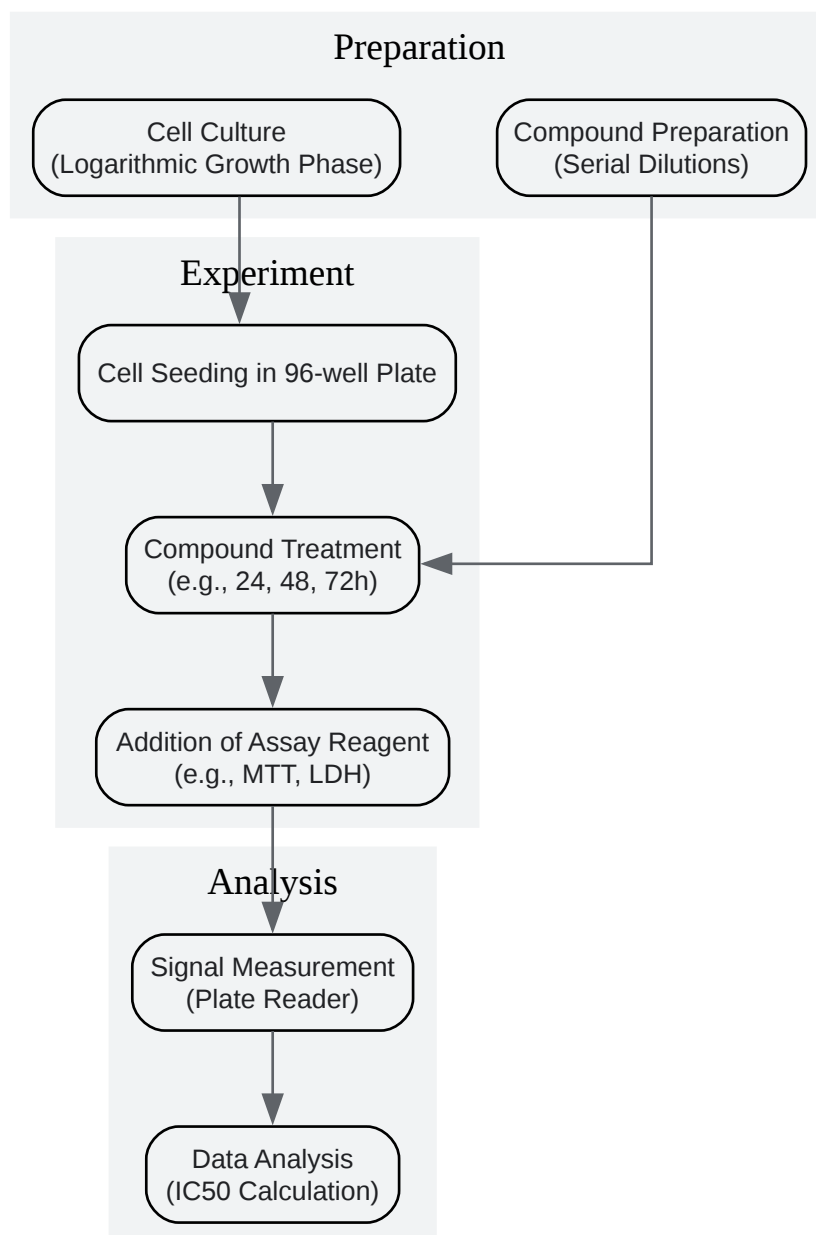 Preparation
Cell Culture
(Logarithmic Growth Phase)
Compound Preparation
(Serial Dilutions)
Experiment
Cell Seeding in 96-well Plate
Compound Treatment
(e.g., 24, 48, 72h)
Addition of Assay Reagent
(e.g., MTT, LDH)
Analysis
Signal Measurement
(Plate Reader)
Data Analysis
(IC50 Calculation)